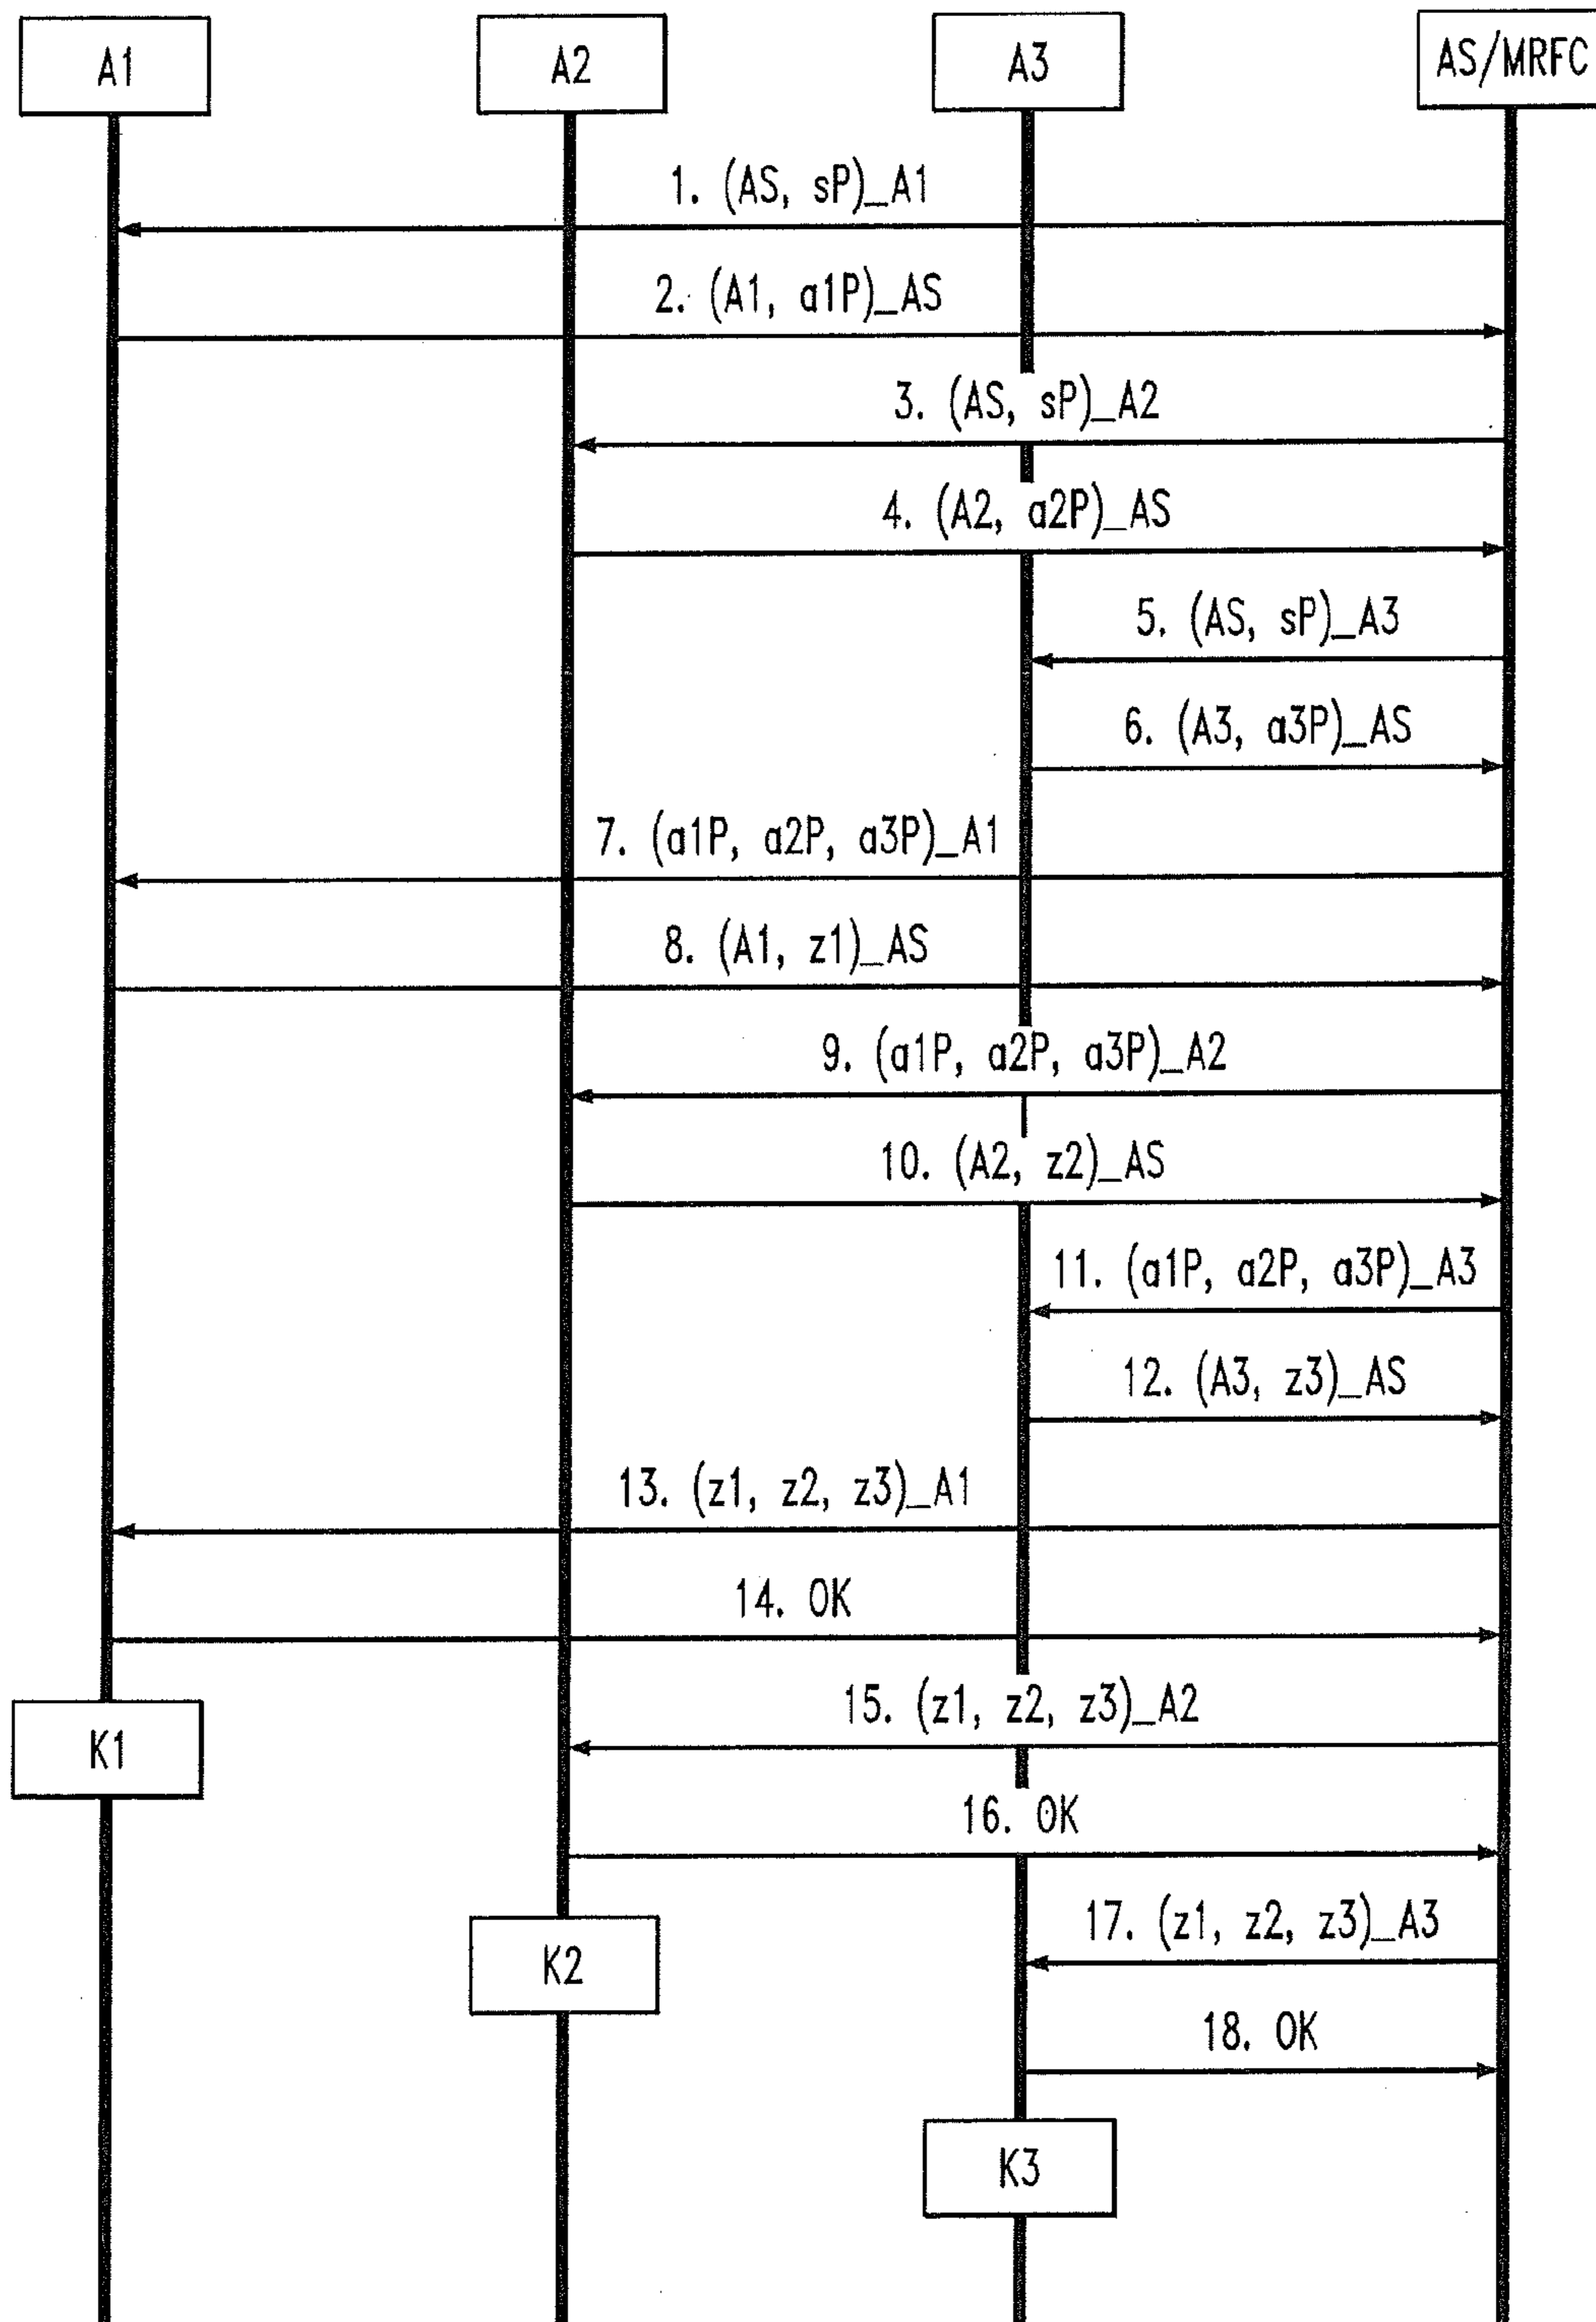 A1
A2
A3
AS/MRFC
1. (AS, sP)_A1
2. (A1, a1P)_AS
3. (AS, sP)_A2
4. (A2, a2P)_AS
5. (AS, sP)_A3
6. (A3, a3P)_AS
7. (a1P, a2P, a3P)_A1
8. (A1, z1)_AS
9. (a1P, a2P, a3P)_A2
10. (A2, z2)_AS
11. (a1P, a2P, a3P)_A3
12. (A3, z3)_AS
13. (z1, z2, z3)_A1
14. OK
15. (z1, z2, z3)_A2
K1
16. OK
17. (z1, z2, z3)_A3
K2
18. OK
K3